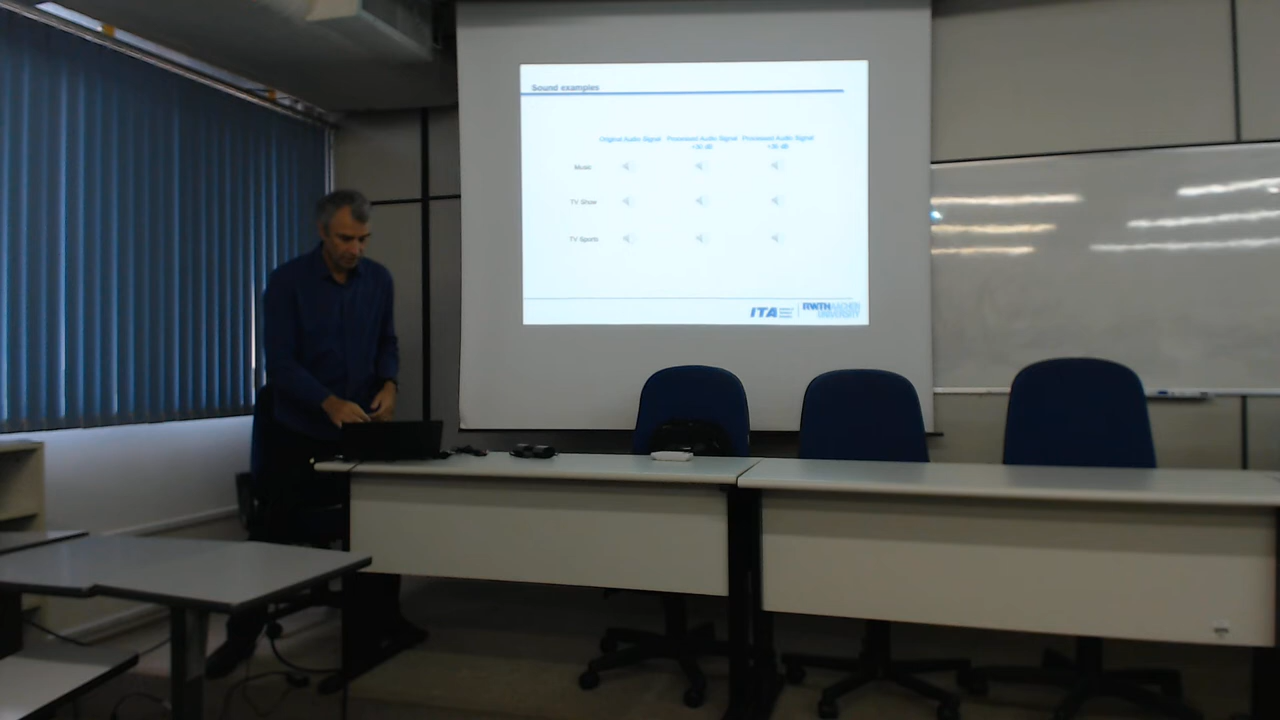 Sound examples
Original Audio Signal Processed Audio Signal Processed Audio Signal
Music
TV Show
TV Sports
ITA RWTH AACHEN
UNIVERSITY